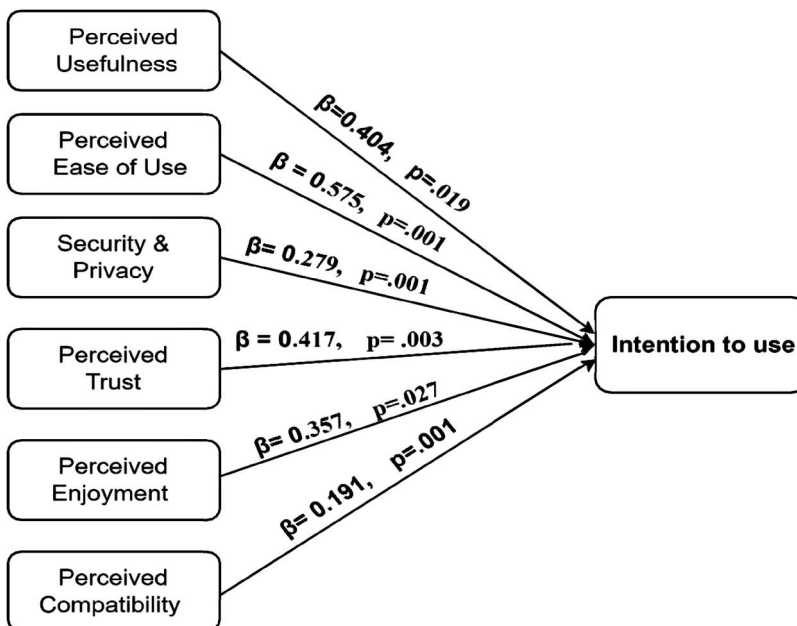 Perceived
Usefulness
β=0.404, p=.019
Perceived
Ease of Use
β = 0.575, p=.001
Security &
Privacy
β= 0.279, p=.001
Intention to use
Perceived
Trust
β = 0.417, p= .003
Perceived
Enjoyment
β= 0.357, p=.027
Perceived
Compatibility
β= 0.191, p=.001